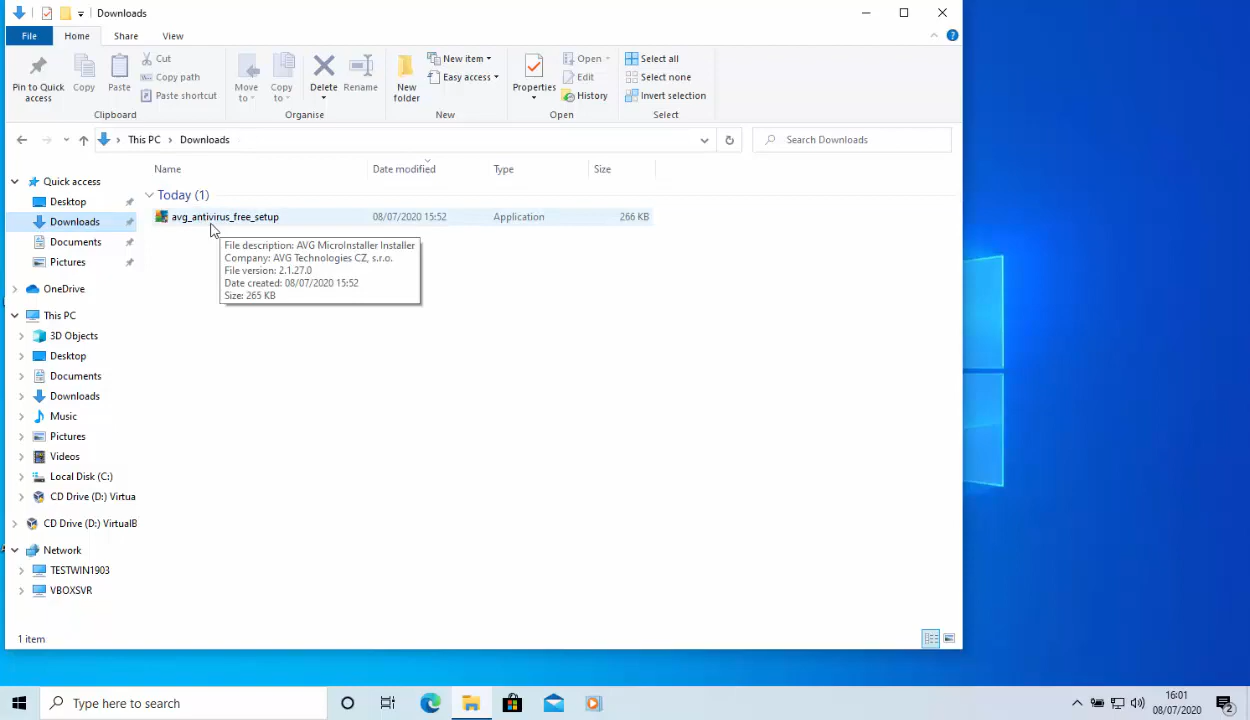 Downloads
File
Home
Share
View
Pin to Quick access
Copy
Paste
Cut
Copy path
Paste shortcut
Clipboard
Move to
Copy to
Delete
Rename
Organise
New folder
New item
Easy access
New
Properties
Open
Edit
History
Open
Select all
Select none
Invert selection
Select
This PC
Downloads
Search Downloads
Name
Date modified
Type
Size
Today (1)
avg_antivirus_free_setup
08/07/2020 15:52
Application
266 KB
File description: AVG MicroInstaller Installer
Company: AVG Technologies CZ, s.r.o.
File version: 2.1.27.0
Date created: 08/07/2020 15:52
Size: 265 KB
Quick access
Desktop
Downloads
Documents
Pictures
OneDrive
This PC
3D Objects
Desktop
Documents
Downloads
Music
Pictures
Videos
Local Disk (C:)
CD Drive (D:) Virtua
CD Drive (D:) VirtualB
Network
TESTWIN1903
VBOXSVR
1 item
Type here to search
16:01
08/07/2020
2